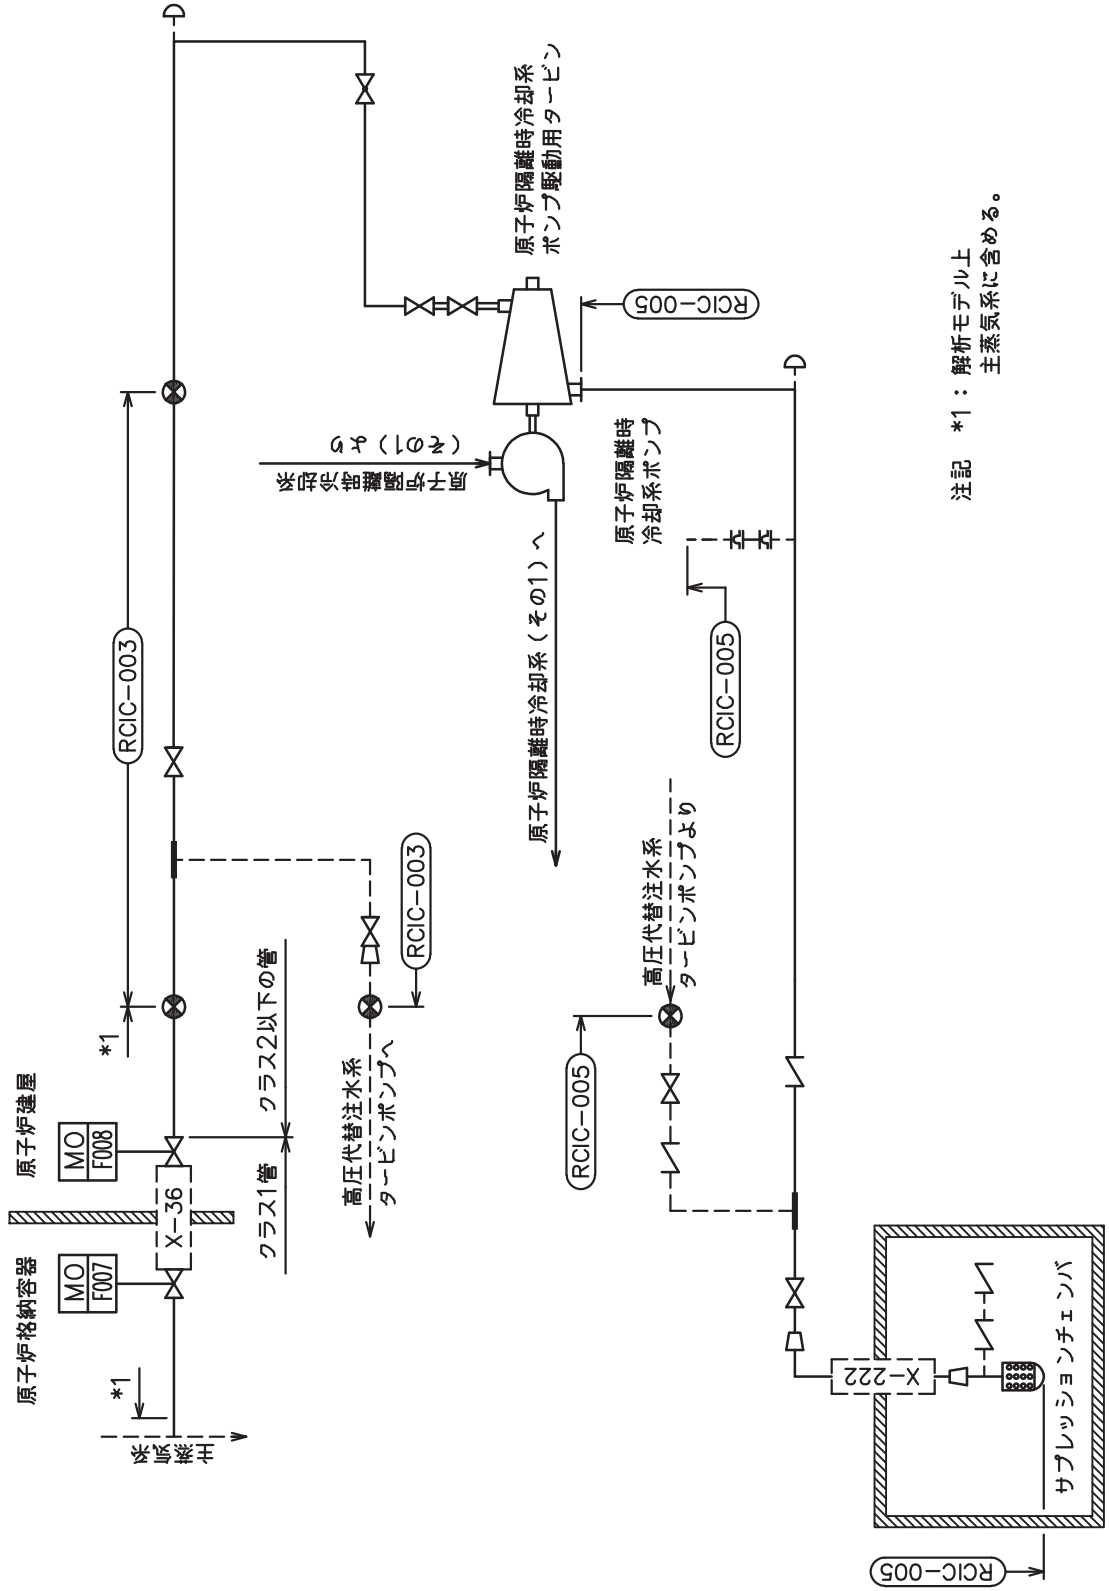 原子炉格納容器
原子炉建屋
MO
F007
MO
F008
X-36
*1
*1
主蒸気系
クラス1管
クラス2以下の管
RCIC-003
高圧代替注水系
タービンポンプへ
RCIC-003
原子炉隔離時冷却系
(その1)より
原子炉隔離時冷却系(その1)へ
原子炉隔離時冷却系
ポンプ駆動用タービン
RCIC-005
原子炉隔離時
冷却系ポンプ
RCIC-005
高圧代替注水系
タービンポンプより
RCIC-005
X-222
サプレッションチェンバ
RCIC-005
注記 *1:解析モデル上
主蒸気系に含める。